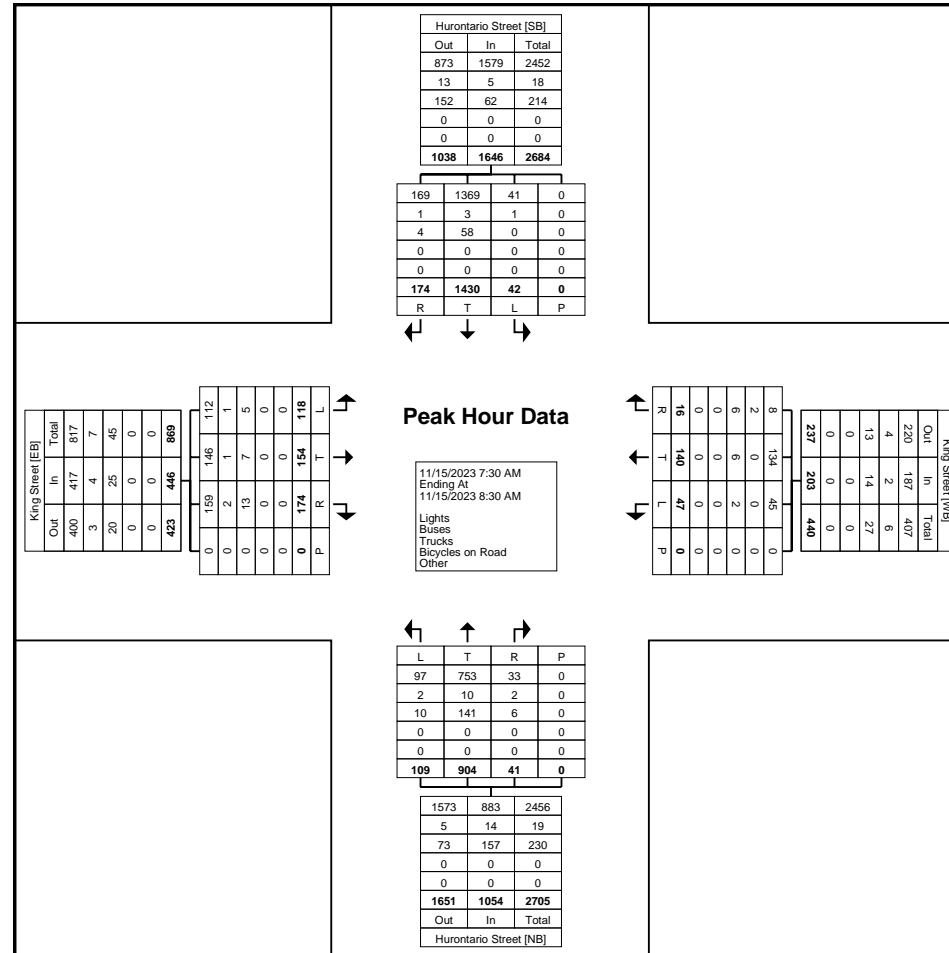 Hurontario Street [SB]
Out In Total
873 1579 2452
13 5 18
152 62 214
0 0 0
0 0 0
1038 1646 2684
169 1369 41 0
1 3 1 0
4 58 0 0
0 0 0 0
0 0 0 0
174 1430 42 0
R T L P
King Street [EB]
Total In Out
817 417 400
7 4 3
45 25 20
0 0 0
0 0 0
869 446 423
112 146 159 0
1 1 2 0
5 7 13 0
0 0 0 0
0 0 0 0
118 154 174 0
L T R P
Peak Hour Data
11/15/2023 7:30 AM
Ending At
11/15/2023 8:30 AM
Lights
Buses
Trucks
Bicycles on Road
Other
R T L P
16 140 47 0
0 0 0 0
0 0 0 0
6 6 2 0
2 0 0 0
8 134 45 0
237 203 440
0 0 0
0 0 0
13 14 27
4 2 6
220 187 407
Out In Total
King Street [WB]
L T R P
97 753 33 0
2 10 2 0
10 141 6 0
0 0 0 0
0 0 0 0
109 904 41 0
1573 883 2456
5 14 19
73 157 230
0 0 0
0 0 0
1651 1054 2705
Out In Total
Hurontario Street [NB]